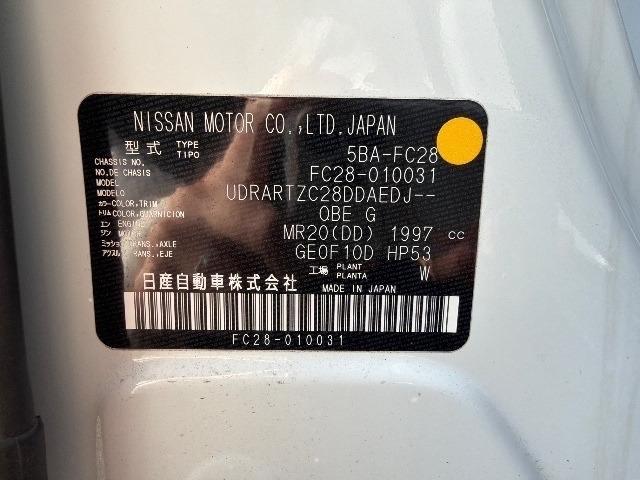 NISSAN MOTOR CO.,LTD.JAPAN
型式 TYPE TIPO 5BA-FC28
CHASSIS NO. NO.DE CHASIS FC28-010031
MODEL MODELO UDRARTZC28DDAEDJ--
カラー COLOR,TRIM トリム COLOR,GUARNICION QBE G
エンジン ENGINE MOTOR MR20(DD) 1997 cc
ミッション TRANS.,AXLE アクスル TRANS.,EJE GE0F10D HP53
工場 PLANT PLANTA W
日産自動車株式会社 MADE IN JAPAN
FC28-010031